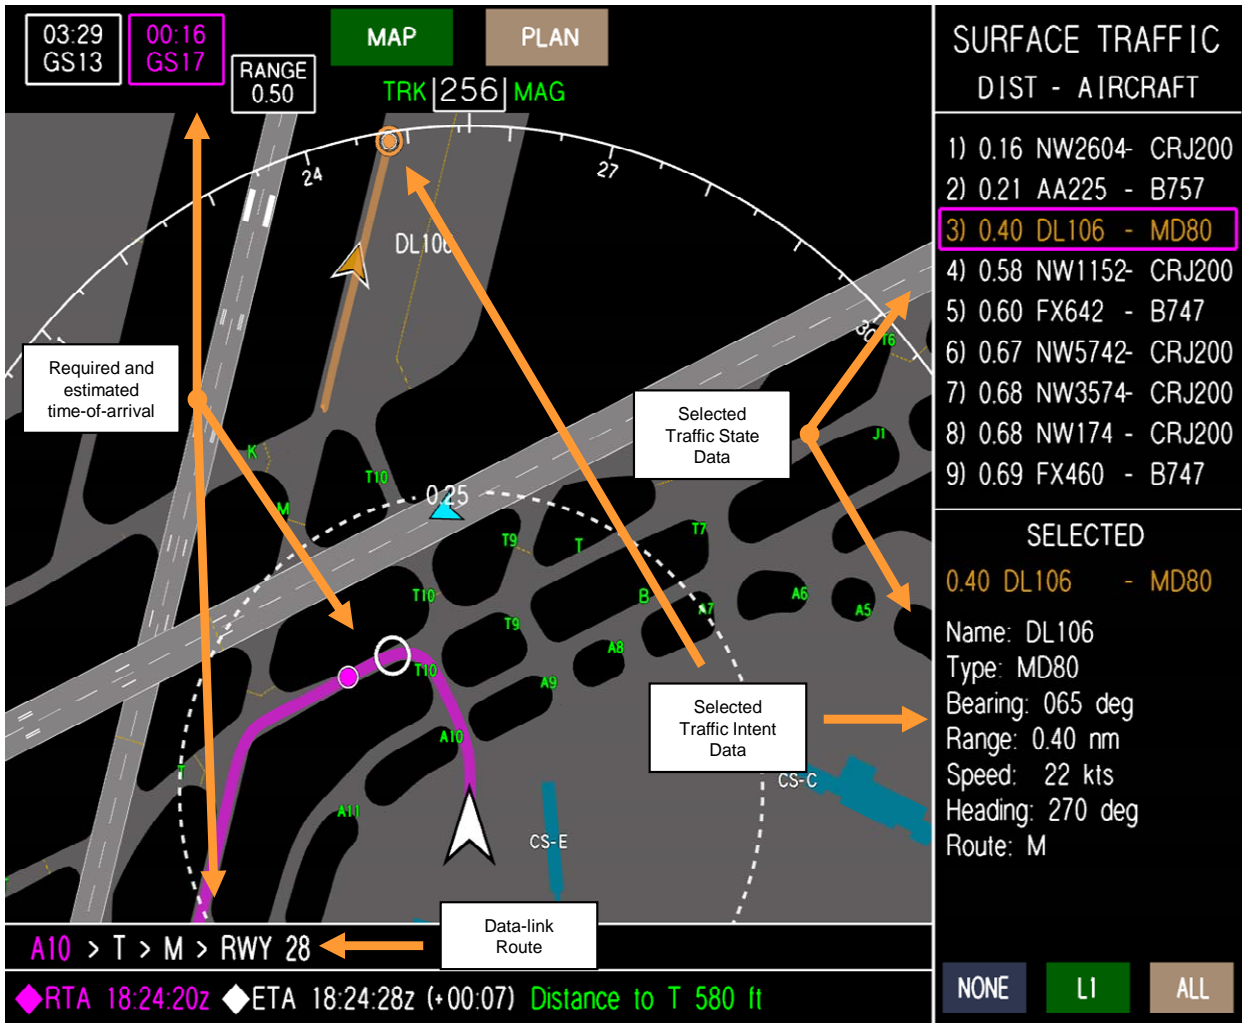 03:29
GS13
00:16
GS17
RANGE
0.50
MAP
PLAN
TRK 256 MAG
24
27
30
DL106
Required and
estimated
time-of-arrival
Selected
Traffic State
Data
T6
J1
K
T10
M
0.25
T9
T
T7
T10
B
A7
A6
A5
T9
A8
T10
A9
A10
T
A11
Selected
Traffic Intent
Data
CS-C
CS-E
Data-link
Route
A10 > T > M > RWY 28
RTA 18:24:20z ETA 18:24:28z (+00:07) Distance to T 580 ft
SURFACE TRAFFIC
DIST - AIRCRAFT
1) 0.16 NW2604- CRJ200
2) 0.21 AA225 - B757
3) 0.40 DL106 - MD80
4) 0.58 NW1152- CRJ200
5) 0.60 FX642 - B747
6) 0.67 NW5742- CRJ200
7) 0.68 NW3574- CRJ200
8) 0.68 NW174 - CRJ200
9) 0.69 FX460 - B747
SELECTED
0.40 DL106 - MD80
Name: DL106
Type: MD80
Bearing: 065 deg
Range: 0.40 nm
Speed: 22 kts
Heading: 270 deg
Route: M
NONE
L1
ALL